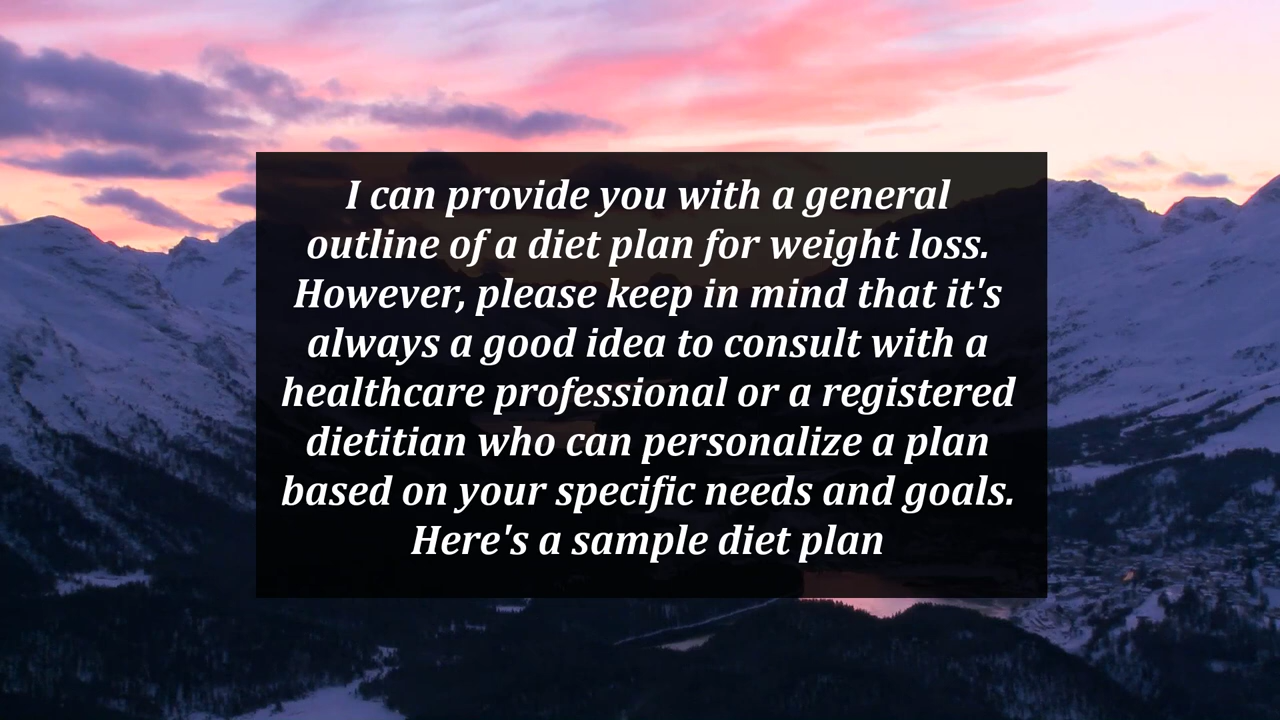 I can provide you with a general
outline of a diet plan for weight loss.
However, please keep in mind that it's
always a good idea to consult with a
healthcare professional or a registered
dietitian who can personalize a plan
based on your specific needs and goals.
Here's a sample diet plan